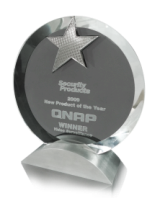 Security
Products
2009
New Product of the Year
QNAP
WINNER